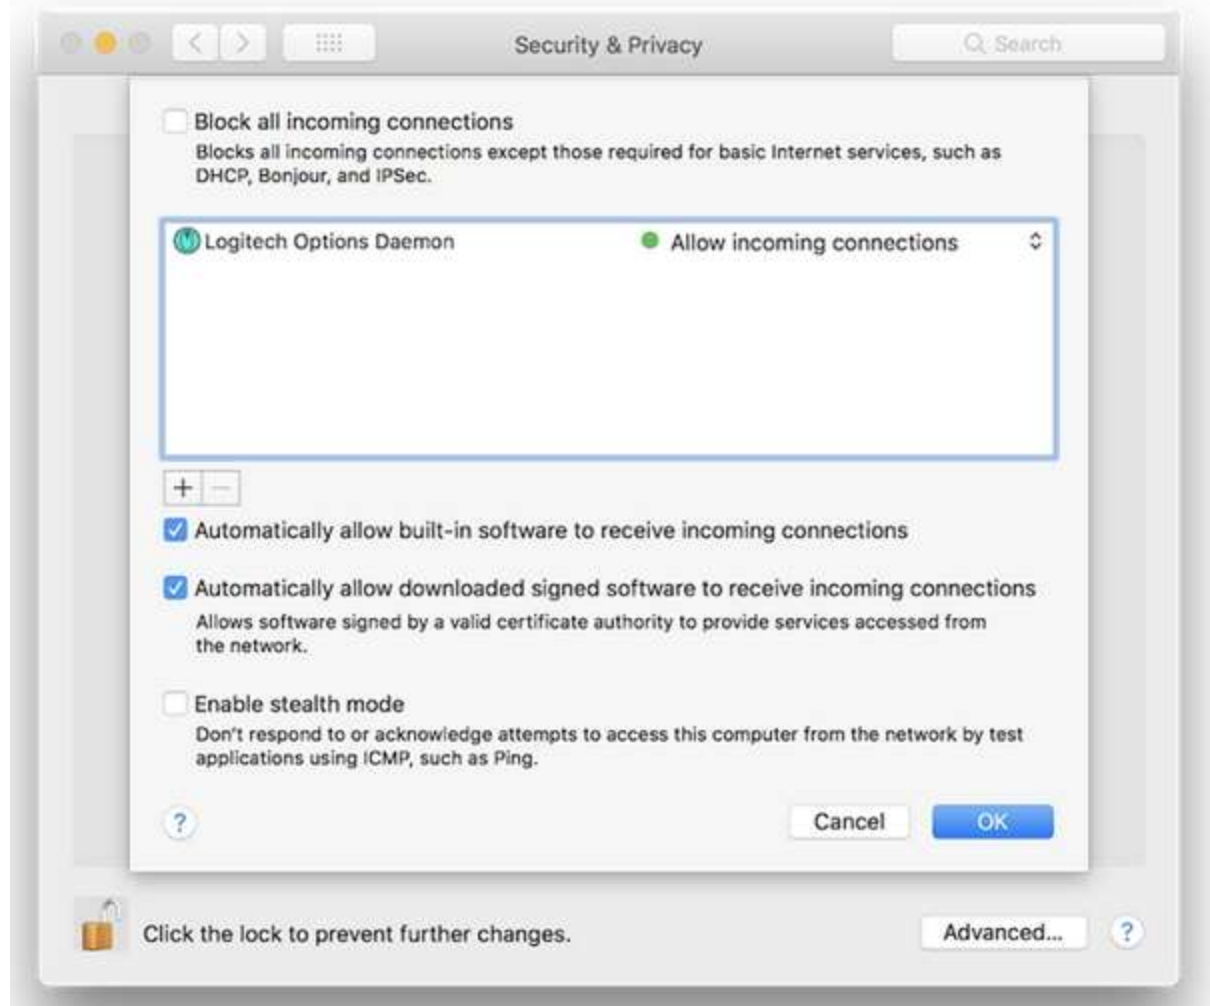 Security & Privacy
Search
Block all incoming connections
Blocks all incoming connections except those required for basic Internet services, such as
DHCP, Bonjour, and IPSec.
Logitech Options Daemon
Allow incoming connections
+ −
Automatically allow built-in software to receive incoming connections
Automatically allow downloaded signed software to receive incoming connections
Allows software signed by a valid certificate authority to provide services accessed from
the network.
Enable stealth mode
Don't respond to or acknowledge attempts to access this computer from the network by test
applications using ICMP, such as Ping.
?
Cancel
OK
Click the lock to prevent further changes.
Advanced...
?